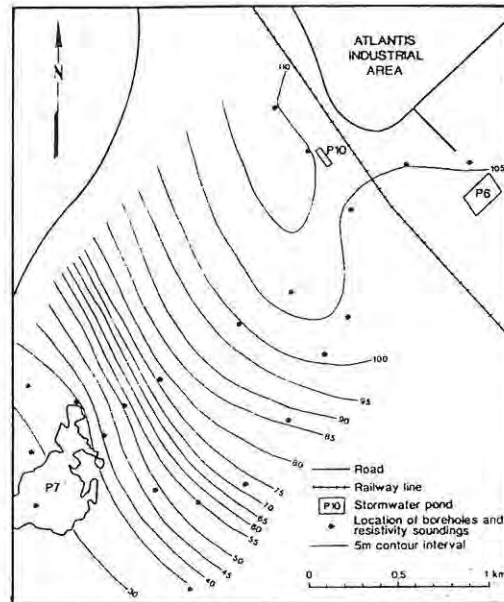 ATLANTIS
INDUSTRIAL
AREA
N
110
P10
105
P6
100
95
90
85
80
75
70
65
60
55
50
45
40
30
P7
Road
Railway line
P10 Stormwater pond
Location of boreholes and
resistivity soundings
5m contour interval
0 0,5 1 km